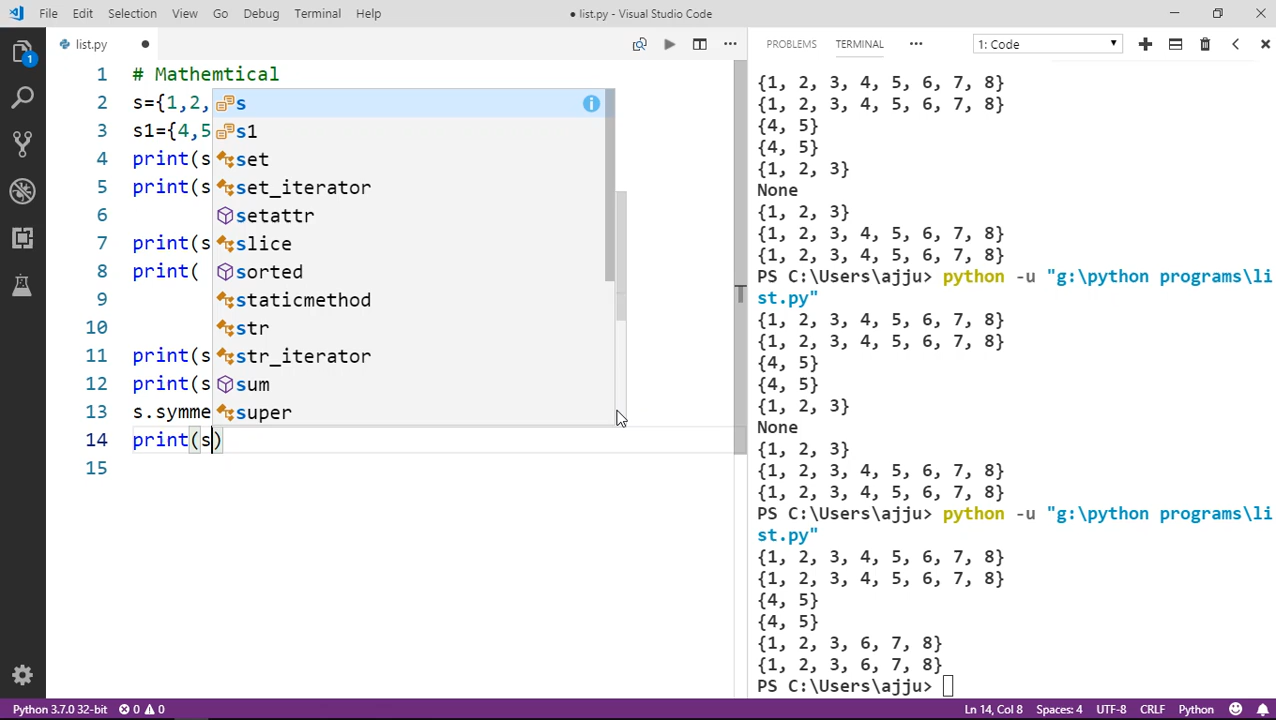 File Edit Selection View Go Debug Terminal Help
● list.py - Visual Studio Code
list.py ●
PROBLEMS TERMINAL ••• 1: Code
1 # Mathemtical
2 s={1,2,
3 s1={4,5
4 print(s
5 print(s
6
7 print(s
8 print(
9
10
11 print(s
12 print(s
13 s.symme
14 print(s)
15
s
s1
set
set_iterator
setattr
slice
sorted
staticmethod
str
str_iterator
sum
super
{1, 2, 3, 4, 5, 6, 7, 8}
{1, 2, 3, 4, 5, 6, 7, 8}
{4, 5}
{4, 5}
{1, 2, 3}
None
{1, 2, 3}
{1, 2, 3, 4, 5, 6, 7, 8}
{1, 2, 3, 4, 5, 6, 7, 8}
PS C:\Users\ajju> python -u "g:\python programs\li
st.py"
{1, 2, 3, 4, 5, 6, 7, 8}
{1, 2, 3, 4, 5, 6, 7, 8}
{4, 5}
{4, 5}
{1, 2, 3}
None
{1, 2, 3}
{1, 2, 3, 4, 5, 6, 7, 8}
{1, 2, 3, 4, 5, 6, 7, 8}
PS C:\Users\ajju> python -u "g:\python programs\li
st.py"
{1, 2, 3, 4, 5, 6, 7, 8}
{1, 2, 3, 4, 5, 6, 7, 8}
{4, 5}
{4, 5}
{1, 2, 3, 6, 7, 8}
{1, 2, 3, 6, 7, 8}
PS C:\Users\ajju>
1
Python 3.7.0 32-bit 0 0 Ln 14, Col 8 Spaces: 4 UTF-8 CRLF Python